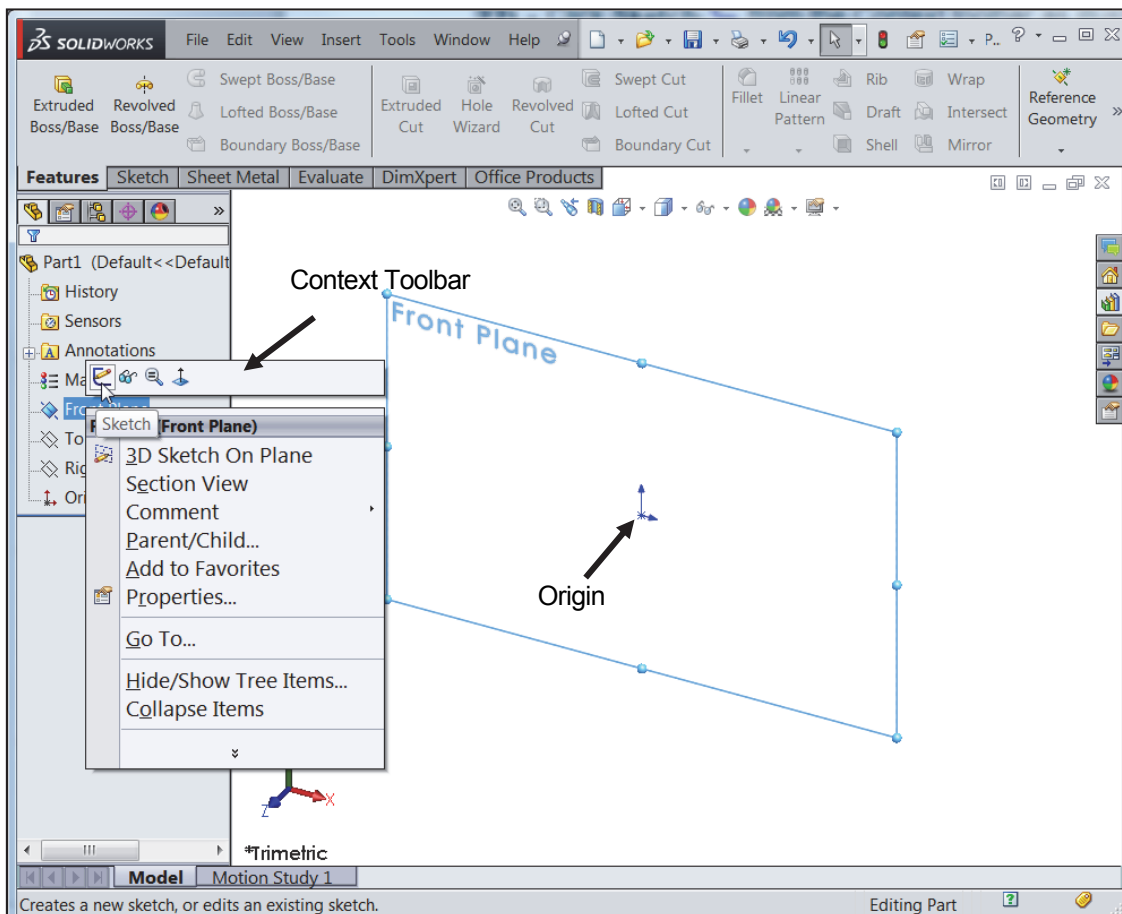 SOLIDWORKS File Edit View Insert Tools Window Help P..
Extruded Boss/Base
Revolved Boss/Base
Swept Boss/Base
Lofted Boss/Base
Boundary Boss/Base
Extruded Cut
Hole Wizard
Revolved Cut
Swept Cut
Lofted Cut
Boundary Cut
Fillet
Linear Pattern
Rib
Draft
Shell
Wrap
Intersect
Mirror
Reference Geometry
Features Sketch Sheet Metal Evaluate DimXpert Office Products
Part1 (Default<<Default
History
Sensors
Annotations
Context Toolbar
Front Plane
Sketch
(Front Plane)
3D Sketch On Plane
Section View
Comment
Parent/Child...
Add to Favorites
Properties...
Go To...
Hide/Show Tree Items...
Collapse Items
Origin
Z X
*Trimetric
Model Motion Study 1
Creates a new sketch, or edits an existing sketch. Editing Part